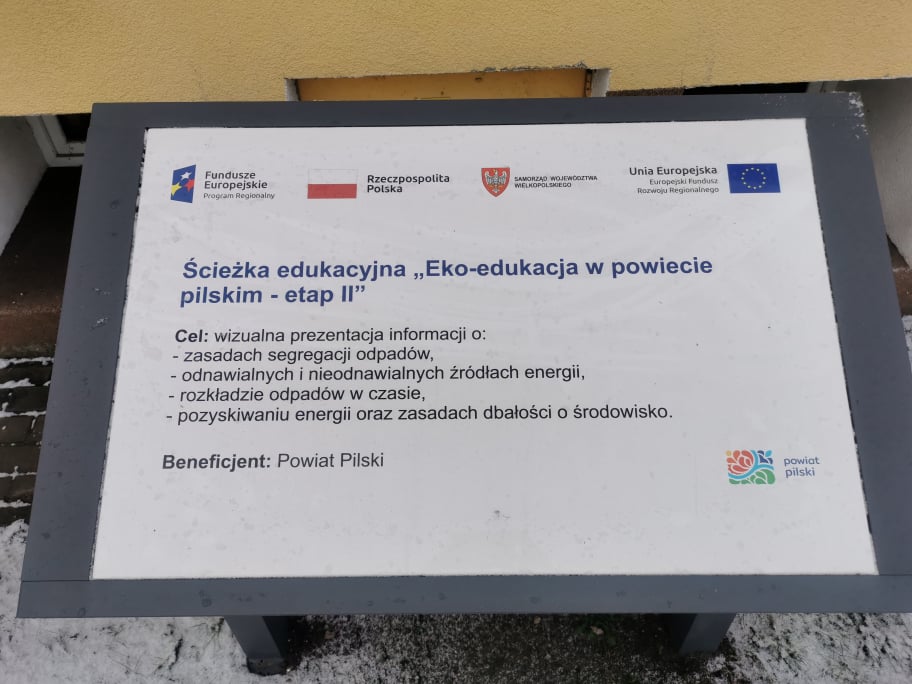 Fundusze
Europejskie
Program Regionalny
Rzeczpospolita
Polska
SAMORZĄD WOJEWÓDZTWA
WIELKOPOLSKIEGO
Unia Europejska
Europejski Fundusz
Rozwoju Regionalnego
Ścieżka edukacyjna „Eko-edukacja w powiecie
pilskim - etap II”
Cel: wizualna prezentacja informacji o:
- zasadach segregacji odpadów,
- odnawialnych i nieodnawialnych źródłach energii,
- rozkładzie odpadów w czasie,
- pozyskiwaniu energii oraz zasadach dbałości o środowisko.
Beneficjent: Powiat Pilski
powiat
pilski